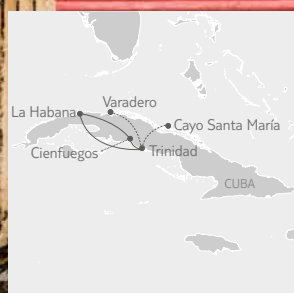 Varadero
La Habana
Cayo Santa María
Cienfuegos
Trinidad
CUBA